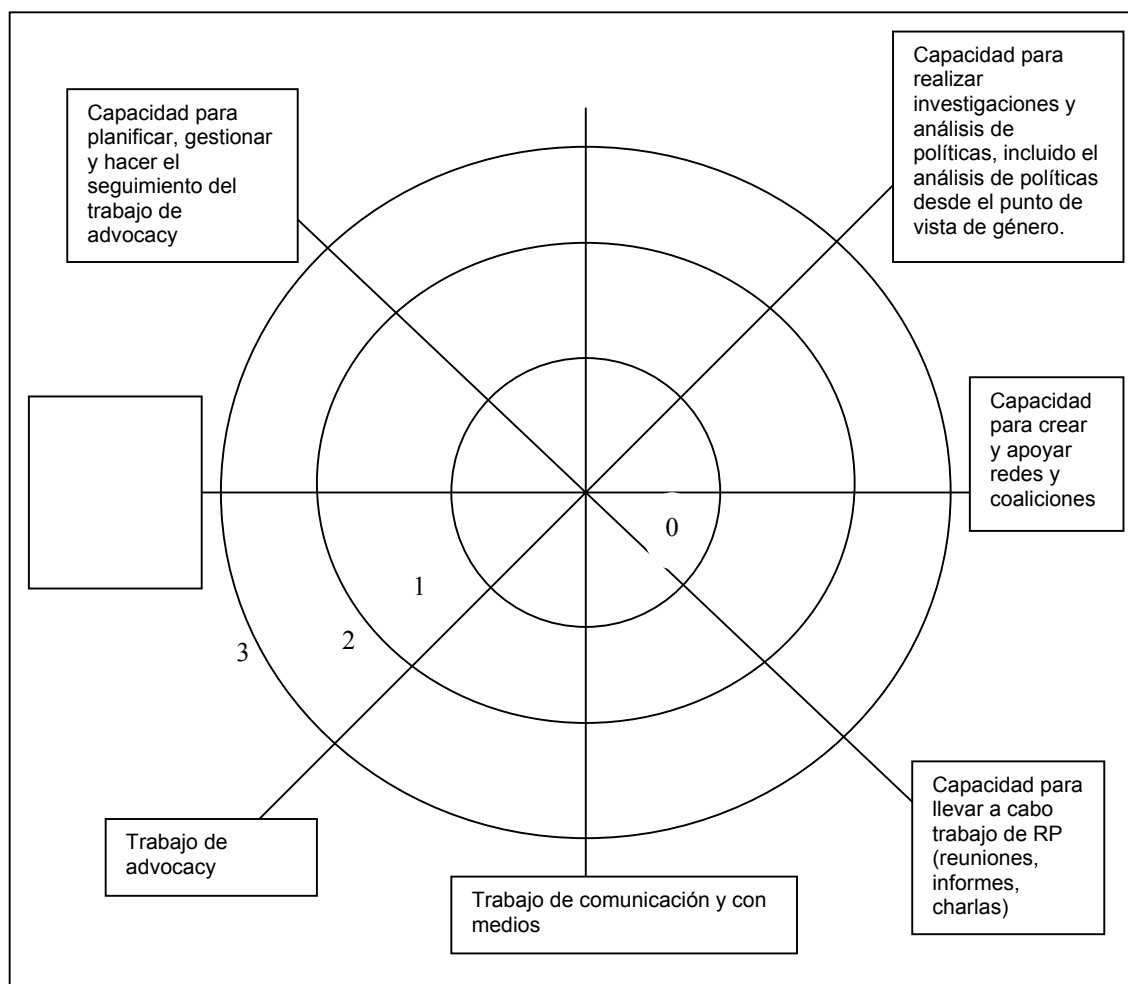 Capacidad para
realizar
investigaciones y
análisis de
políticas, incluido el
análisis de políticas
desde el punto de
vista de género.
Capacidad para
planificar, gestionar
y hacer el
seguimiento del
trabajo de
advocacy
Capacidad
para crear
y apoyar
redes y
coaliciones
0
1
2
3
Capacidad para
llevar a cabo
trabajo de RP
(reuniones,
informes,
charlas)
Trabajo de
advocacy
Trabajo de comunicación y con
medios